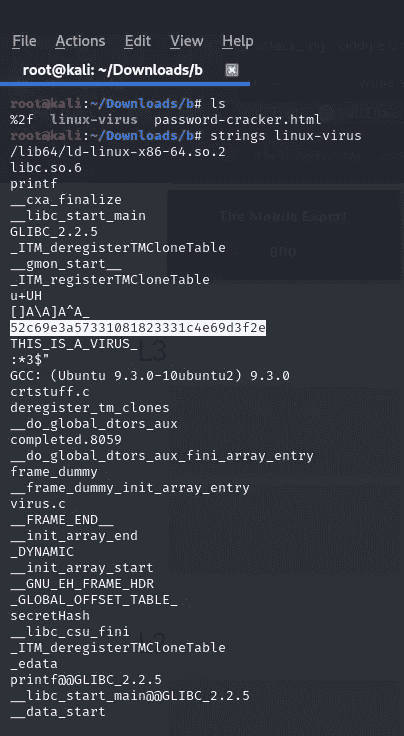 File Actions Edit View Help
root@kali: ~/Downloads/b
root@kali:~/Downloads/b# ls
%2f linux-virus password-cracker.html
root@kali:~/Downloads/b# strings linux-virus
/lib64/ld-linux-x86-64.so.2
libc.so.6
printf
__cxa_finalize
__libc_start_main
GLIBC_2.2.5
_ITM_deregisterTMCloneTable
__gmon_start__
_ITM_registerTMCloneTable
u+UH
[]A\A]A^A_
52c69e3a57331081823331c4e69d3f2e
THIS_IS_A_VIRUS_
:*3$"
GCC: (Ubuntu 9.3.0-10ubuntu2) 9.3.0
crtstuff.c
deregister_tm_clones
__do_global_dtors_aux
completed.8059
__do_global_dtors_aux_fini_array_entry
frame_dummy
__frame_dummy_init_array_entry
virus.c
__FRAME_END__
__init_array_end
_DYNAMIC
__init_array_start
__GNU_EH_FRAME_HDR
_GLOBAL_OFFSET_TABLE_
secretHash
__libc_csu_fini
_ITM_deregisterTMCloneTable
_edata
printf@@GLIBC_2.2.5
__libc_start_main@@GLIBC_2.2.5
__data_start